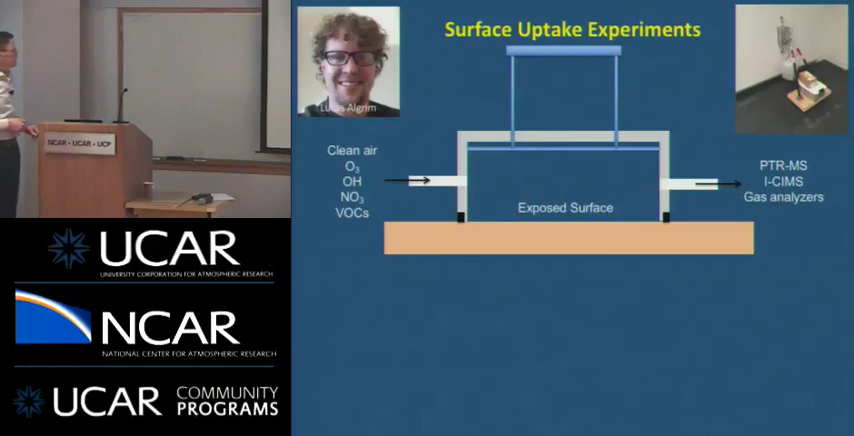 NCAR • UCAR • UCP
UCAR
UNIVERSITY CORPORATION FOR ATMOSPHERIC RESEARCH
NCAR
NATIONAL CENTER FOR ATMOSPHERIC RESEARCH
UCAR COMMUNITY PROGRAMS
Surface Uptake Experiments
Lucas Algrim
Clean air
O3
OH
NO3
VOCs
Exposed Surface
PTR-MS
I-CIMS
Gas analyzers